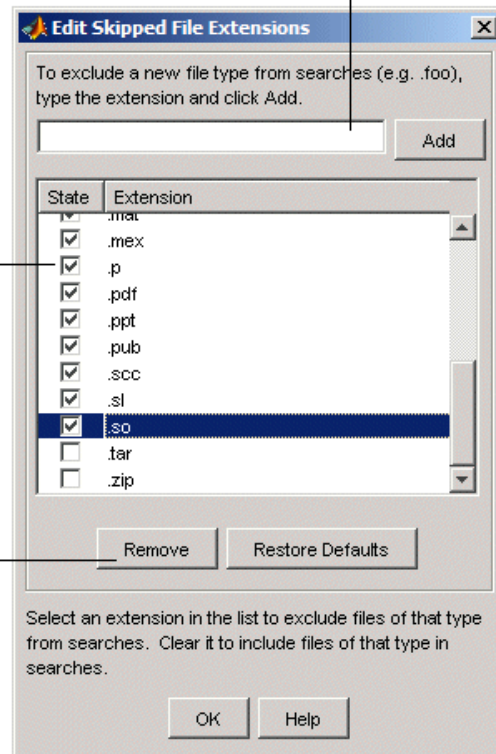 Edit Skipped File Extensions
To exclude a new file type from searches (e.g. .foo),
type the extension and click Add.
Add
State Extension
.mat
.mex
.p
.pdf
.ppt
.pub
.scc
.sl
.so
.tar
.zip
Remove Restore Defaults
Select an extension in the list to exclude files of that type
from searches. Clear it to include files of that type in
searches.
OK Help